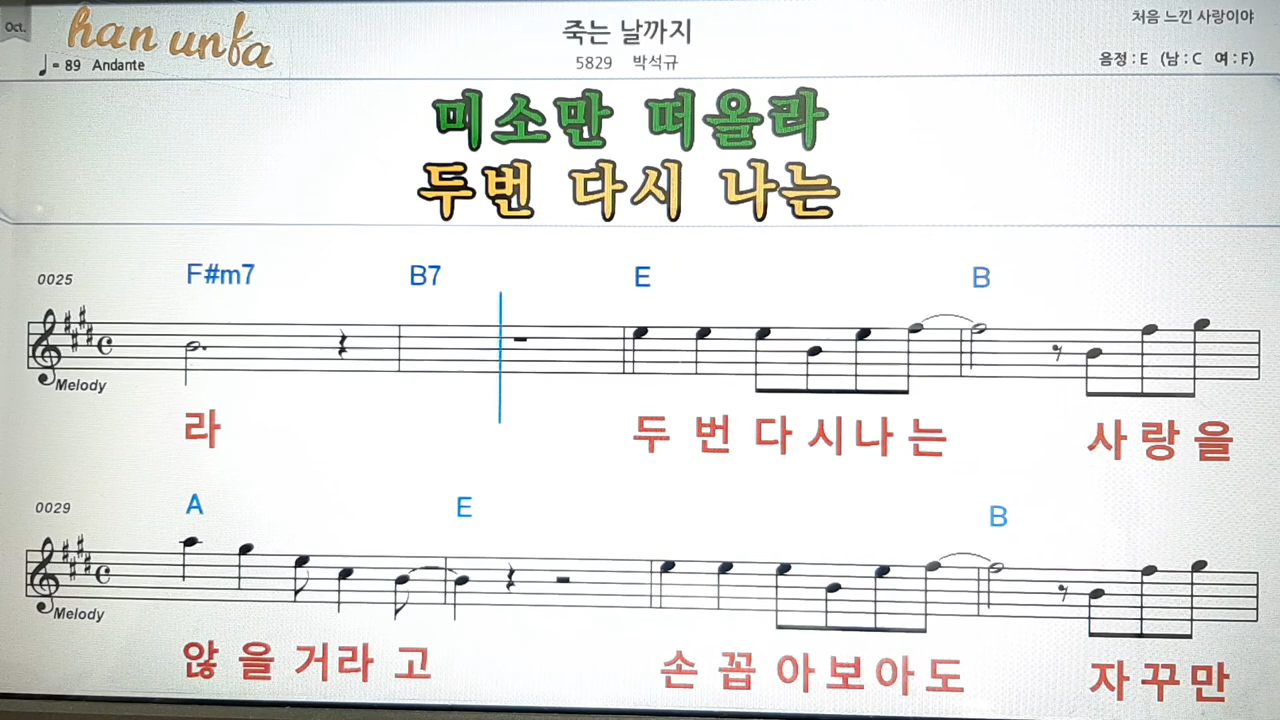 Oct.
han unfa
♩= 89 Andante
죽는 날까지
5829 박석규
처음 느낀 사랑이야
음정 : E (남 : C 여 : F)
미소만 떠올라
두번 다시 나는
0025 F#m7 B7 E B
Melody
라 두 번 다 시 나 는 사 랑 을
0029 A E B
Melody
않 을 거 라 고 손 꼽 아 보 아 도 자 꾸 만